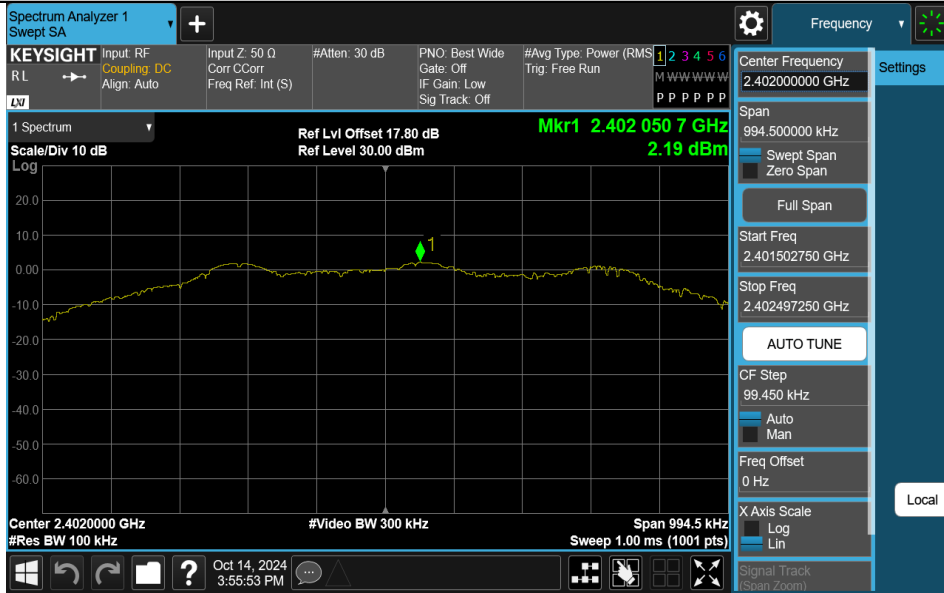 Spectrum Analyzer 1
Swept SA
+
Frequency
KEYSIGHT
R L
LXI
Input: RF
Coupling: DC
Align: Auto
Input Z: 50 Ω
Corr CCorr
Freq Ref: Int (S)
#Atten: 30 dB
PNO: Best Wide
Gate: Off
IF Gain: Low
Sig Track: Off
#Avg Type: Power (RMS
Trig: Free Run
1 2 3 4 5 6
M W W W W W
P P P P P P
1 Spectrum
Scale/Div 10 dB
Log
Ref Lvl Offset 17.80 dB
Ref Level 30.00 dBm
Mkr1 2.402 050 7 GHz
2.19 dBm
20.0
10.0
1
0.00
-10.0
-20.0
-30.0
-40.0
-50.0
-60.0
Center 2.4020000 GHz
#Res BW 100 kHz
#Video BW 300 kHz
Span 994.5 kHz
Sweep 1.00 ms (1001 pts)
Center Frequency
2.402000000 GHz
Span
994.500000 kHz
Swept Span
Zero Span
Full Span
Start Freq
2.401502750 GHz
Stop Freq
2.402497250 GHz
AUTO TUNE
CF Step
99.450 kHz
Auto
Man
Freq Offset
0 Hz
X Axis Scale
Log
Lin
Signal Track
(Span Zoom)
Settings
Local
?
Oct 14, 2024
3:55:53 PM